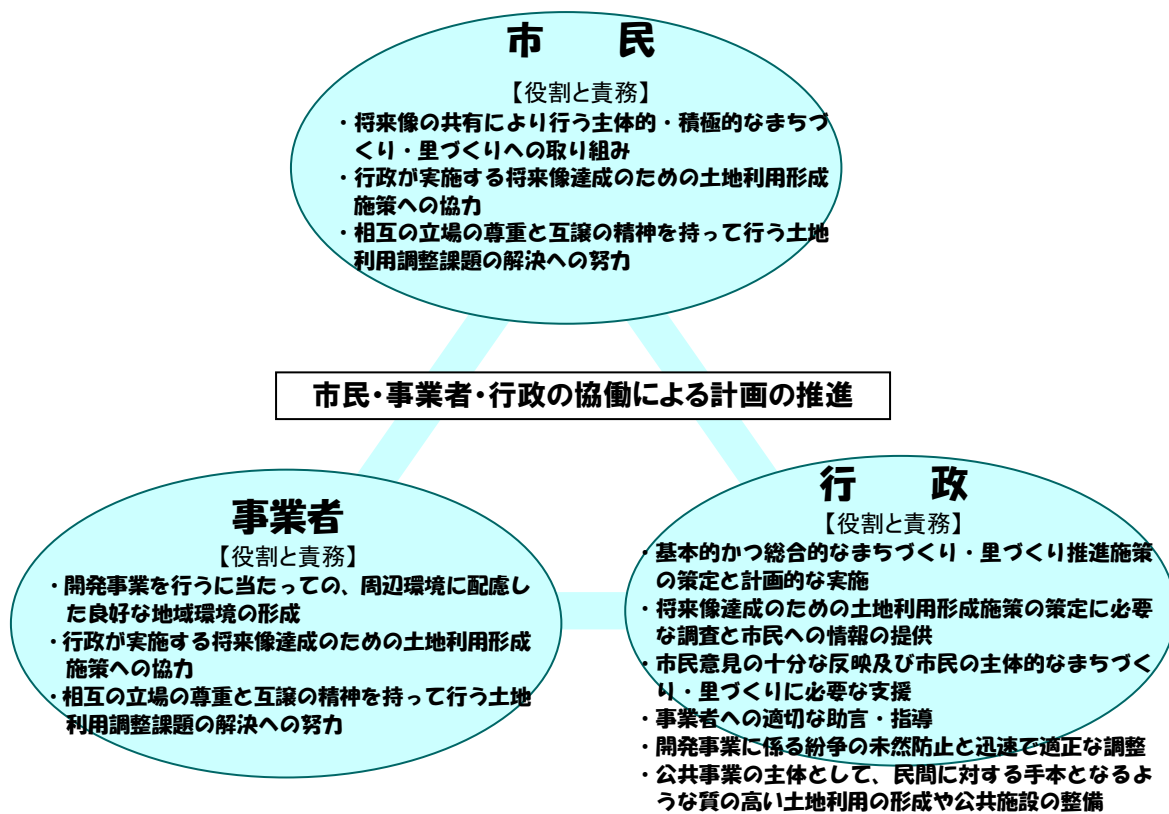 市　民
【役割と責務】
・将来像の共有により行う主体的・積極的なまちづ
くり・里づくりへの取り組み
・行政が実施する将来像達成のための土地利用形成
施策への協力
・相互の立場の尊重と互譲の精神を持って行う土地
利用調整課題の解決への努力
市民・事業者・行政の協働による計画の推進
事業者
【役割と責務】
・開発事業を行うに当たっての、周辺環境に配慮し
た良好な地域環境の形成
・行政が実施する将来像達成のための土地利用形成
施策への協力
・相互の立場の尊重と互譲の精神を持って行う土地
利用調整課題の解決への努力
行　政
【役割と責務】
・基本的かつ総合的なまちづくり・里づくり推進施策
の策定と計画的な実施
・将来像達成のための土地利用形成施策の策定に必要
な調査と市民への情報の提供
・市民意見の十分な反映及び市民の主体的なまちづく
り・里づくりに必要な支援
・事業者への適切な助言・指導
・開発事業に係る紛争の未然防止と迅速で適正な調整
・公共事業の主体として、民間に対する手本となるよ
うな質の高い土地利用の形成や公共施設の整備